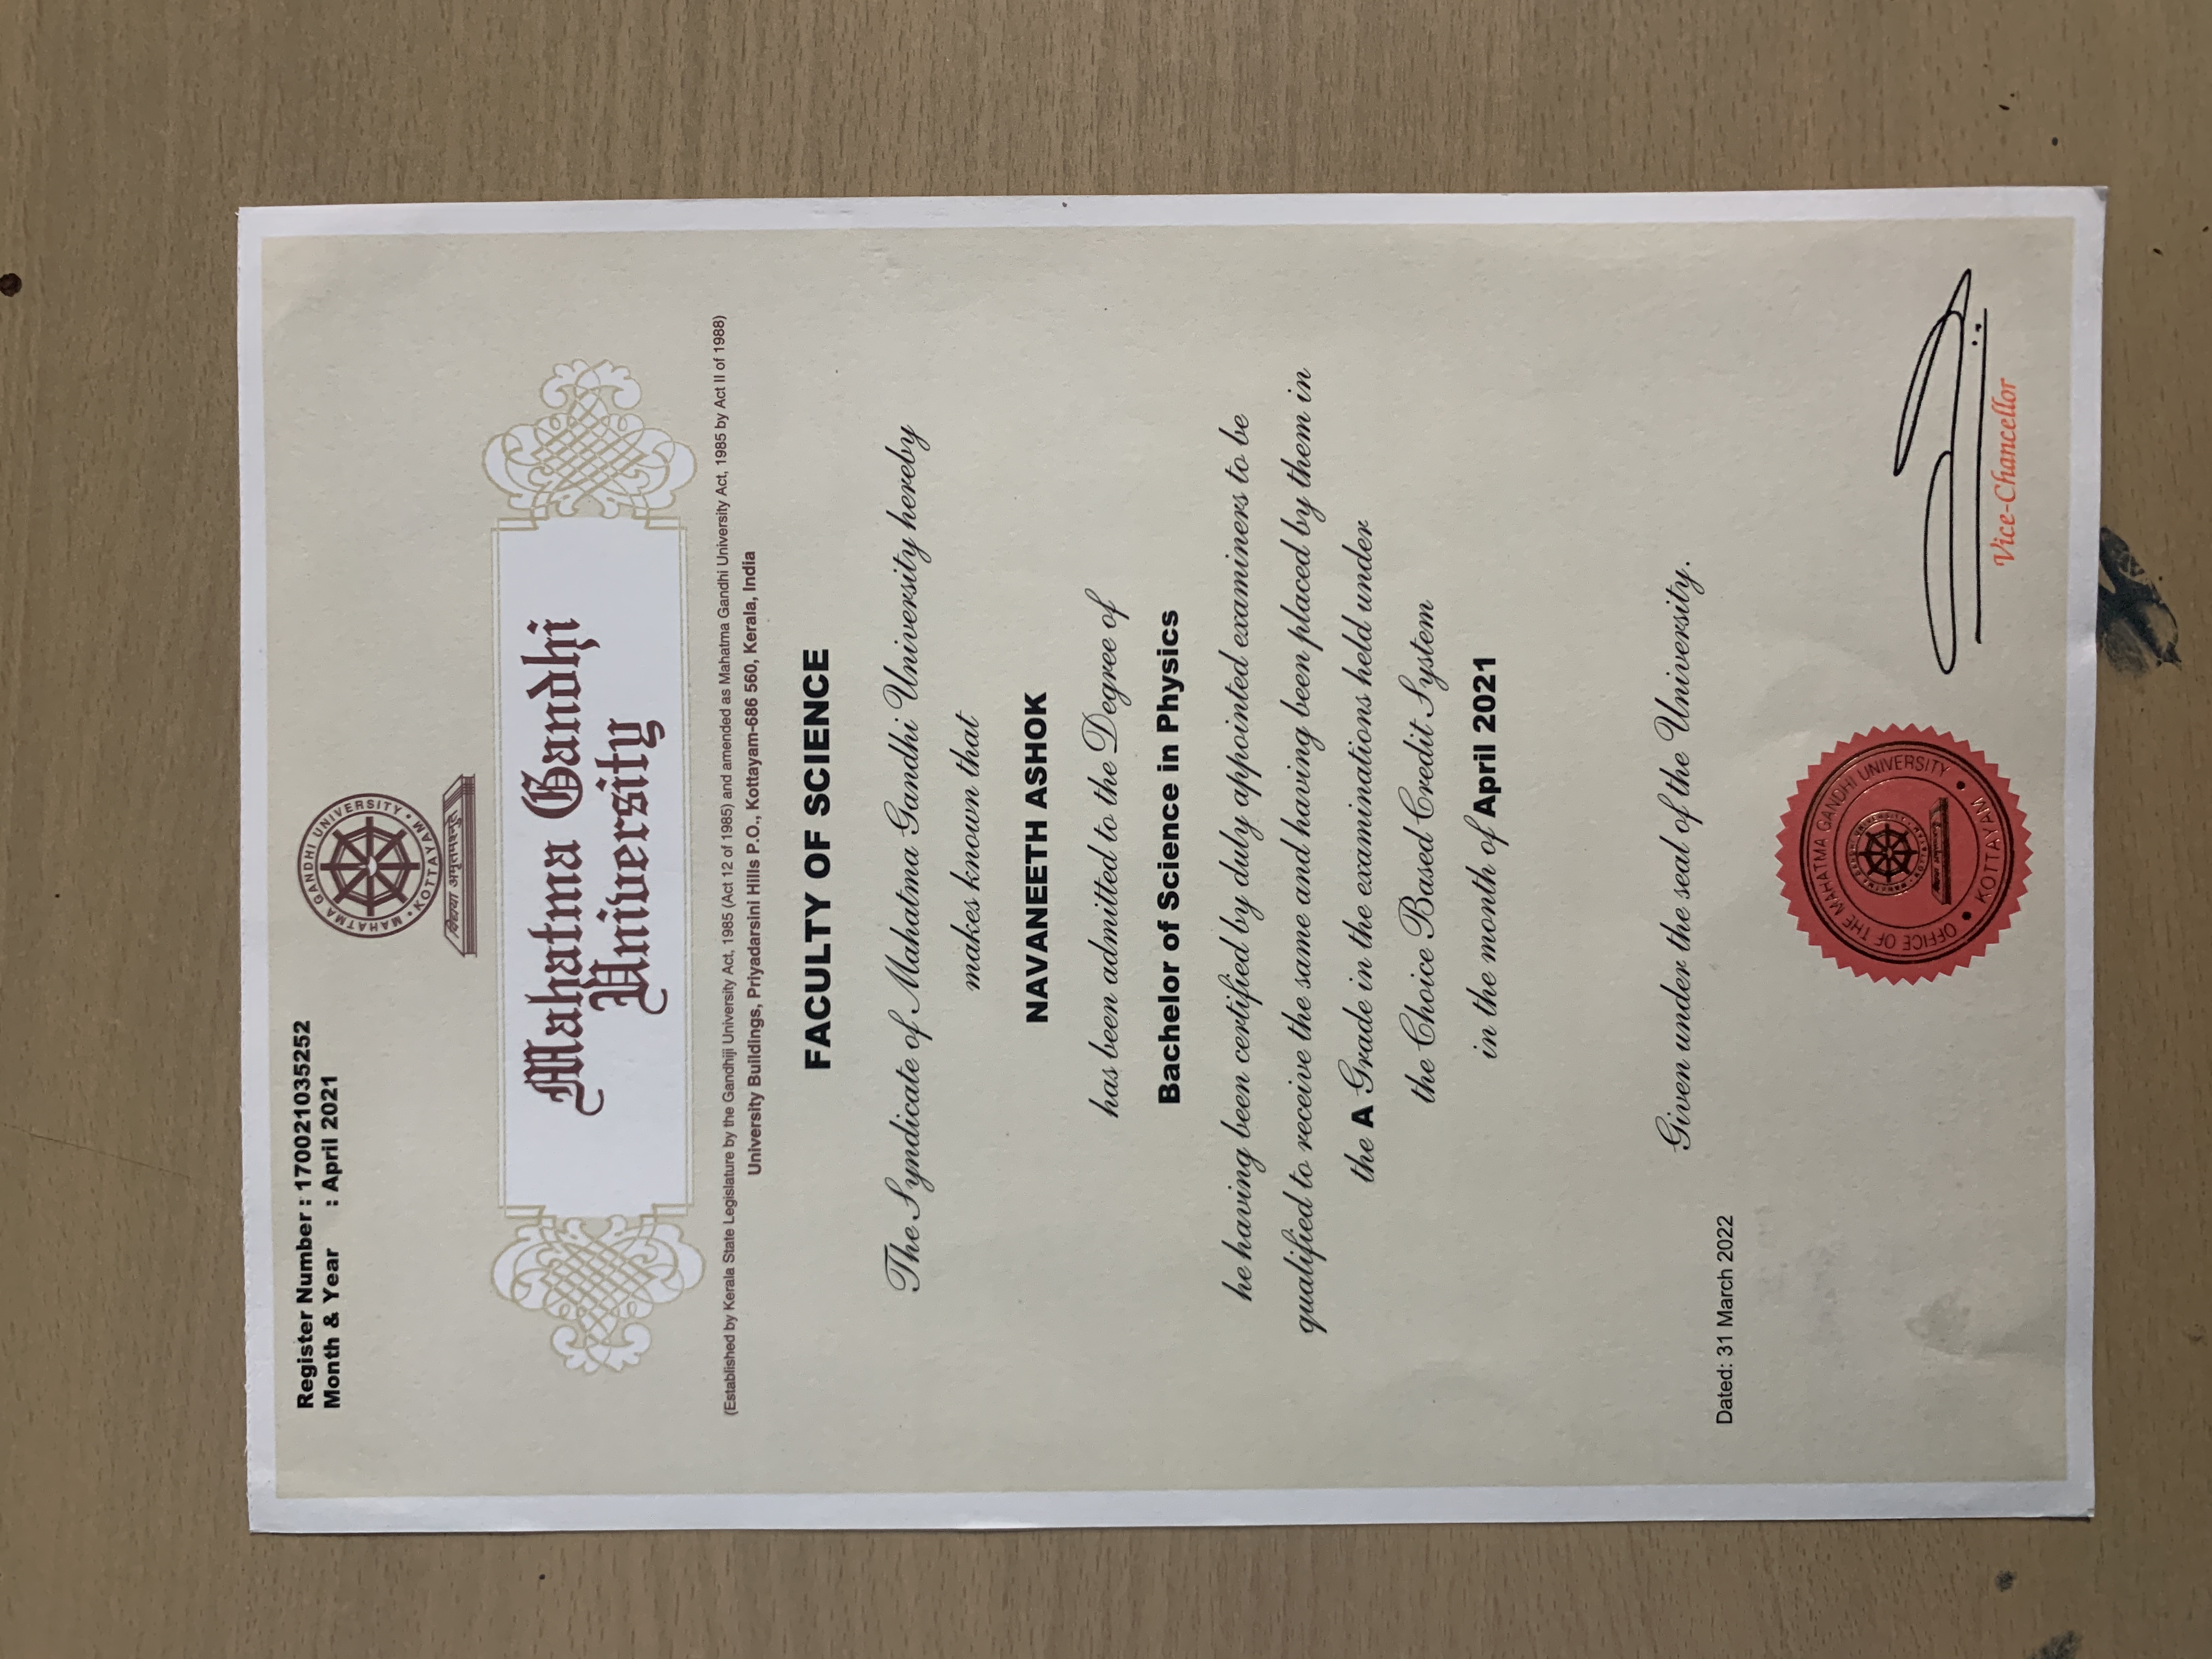 Register Number : 170021035252
Month & Year : April 2021
MAHATMA GANDHI UNIVERSITY
• KOTTAYAM •
विद्यया अमृतमश्नुते
Mahatma Gandhi
University
(Established by Kerala State Legislature by the Gandhiji University Act, 1985 (Act 12 of 1985) and amended as Mahatma Gandhi University Act, 1985 by Act II of 1988)
University Buildings, Priyadarsini Hills P.O., Kottayam-686 560, Kerala, India
FACULTY OF SCIENCE
The Syndicate of Mahatma Gandhi University hereby
makes known that
NAVANEETH ASHOK
has been admitted to the Degree of
Bachelor of Science in Physics
he having been certified by duly appointed examiners to be
qualified to receive the same and having been placed by them in
the A Grade in the examinations held under
the Choice Based Credit System
in the month of April 2021
Given under the seal of the University.
Dated: 31 March 2022
OFFICE OF THE MAHATMA GANDHI UNIVERSITY
• KOTTAYAM •
Vice-Chancellor